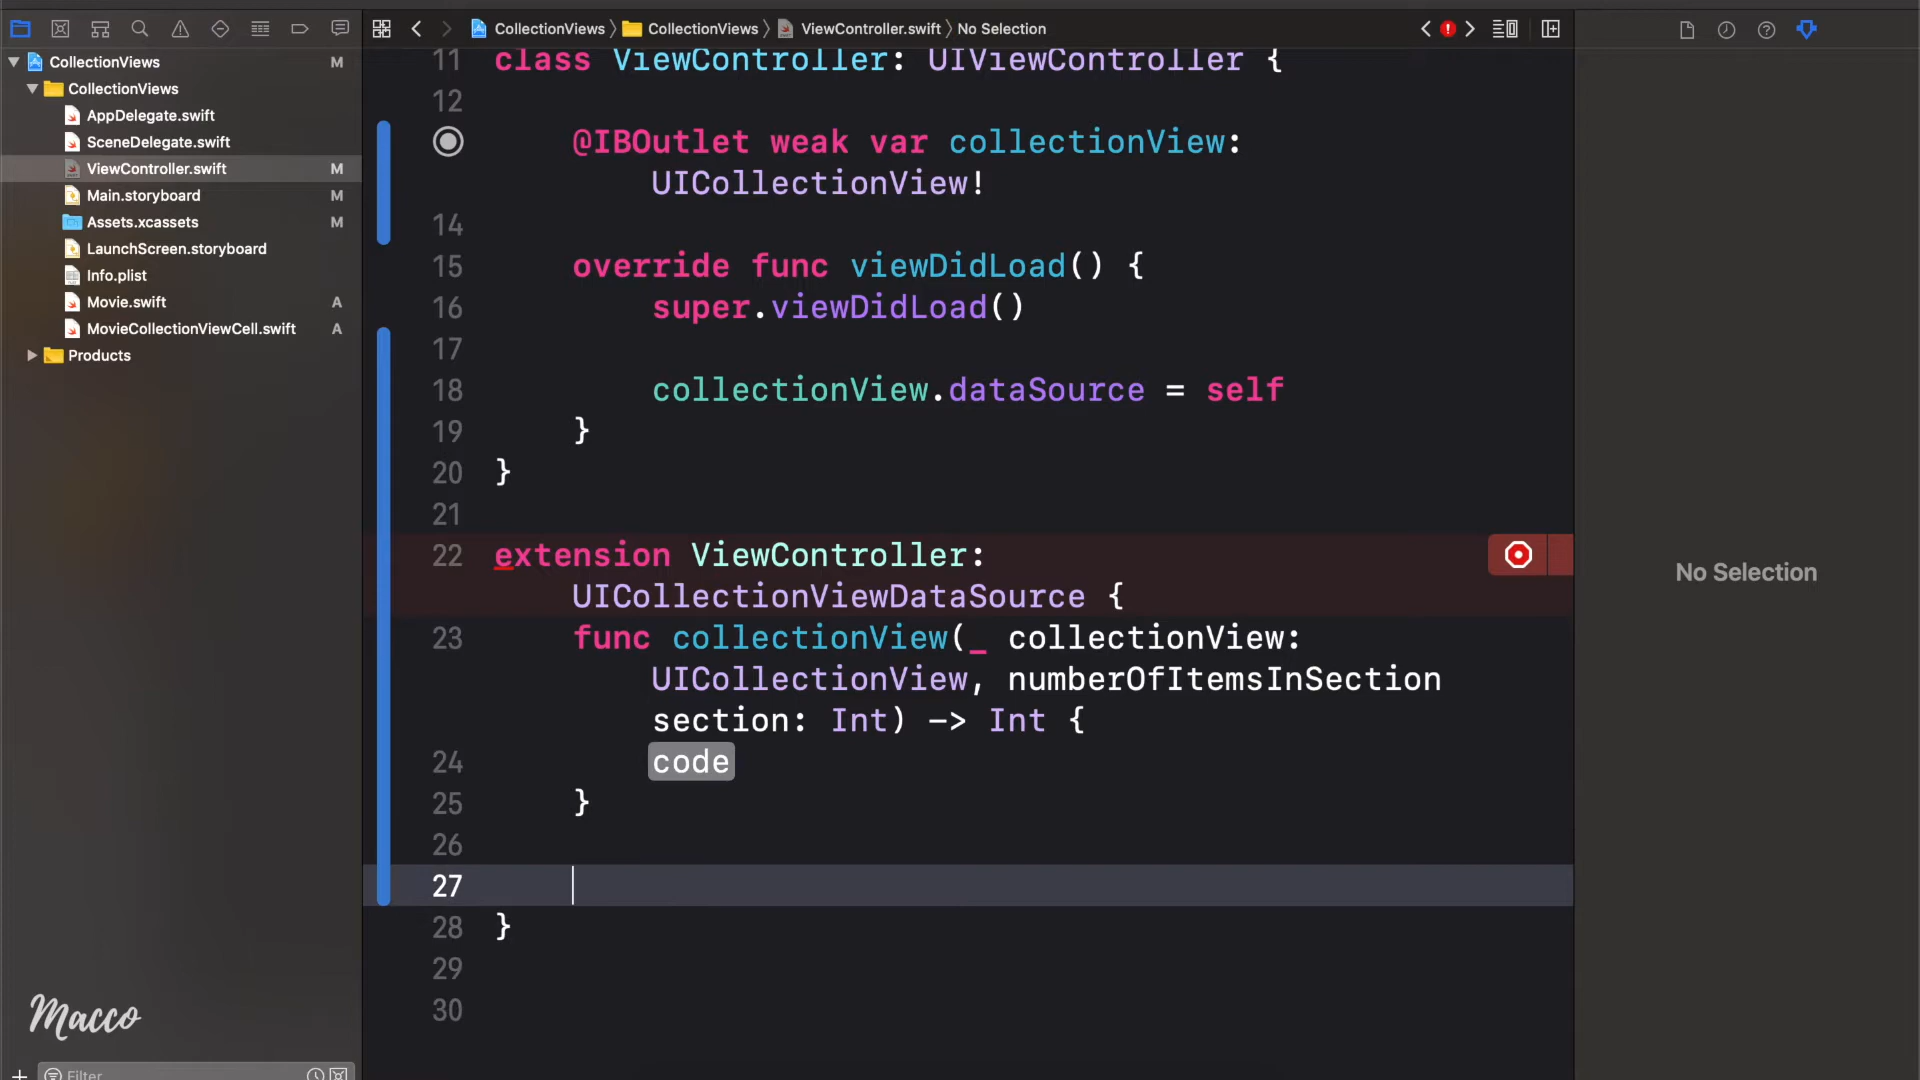 CollectionViews M
CollectionViews
AppDelegate.swift
SceneDelegate.swift
ViewController.swift M
Main.storyboard M
Assets.xcassets M
LaunchScreen.storyboard
Info.plist
Movie.swift A
MovieCollectionViewCell.swift A
Products
Macco
Filter
CollectionViews CollectionViews ViewController.swift No Selection
11 class ViewController: UIViewController {
12
@IBOutlet weak var collectionView:
UICollectionView!
14
15 override func viewDidLoad() {
16 super.viewDidLoad()
17
18 collectionView.dataSource = self
19 }
20 }
21
22 extension ViewController:
UICollectionViewDataSource {
23 func collectionView(_ collectionView:
UICollectionView, numberOfItemsInSection
section: Int) -> Int {
24 code
25 }
26
27
28 }
29
30
No Selection